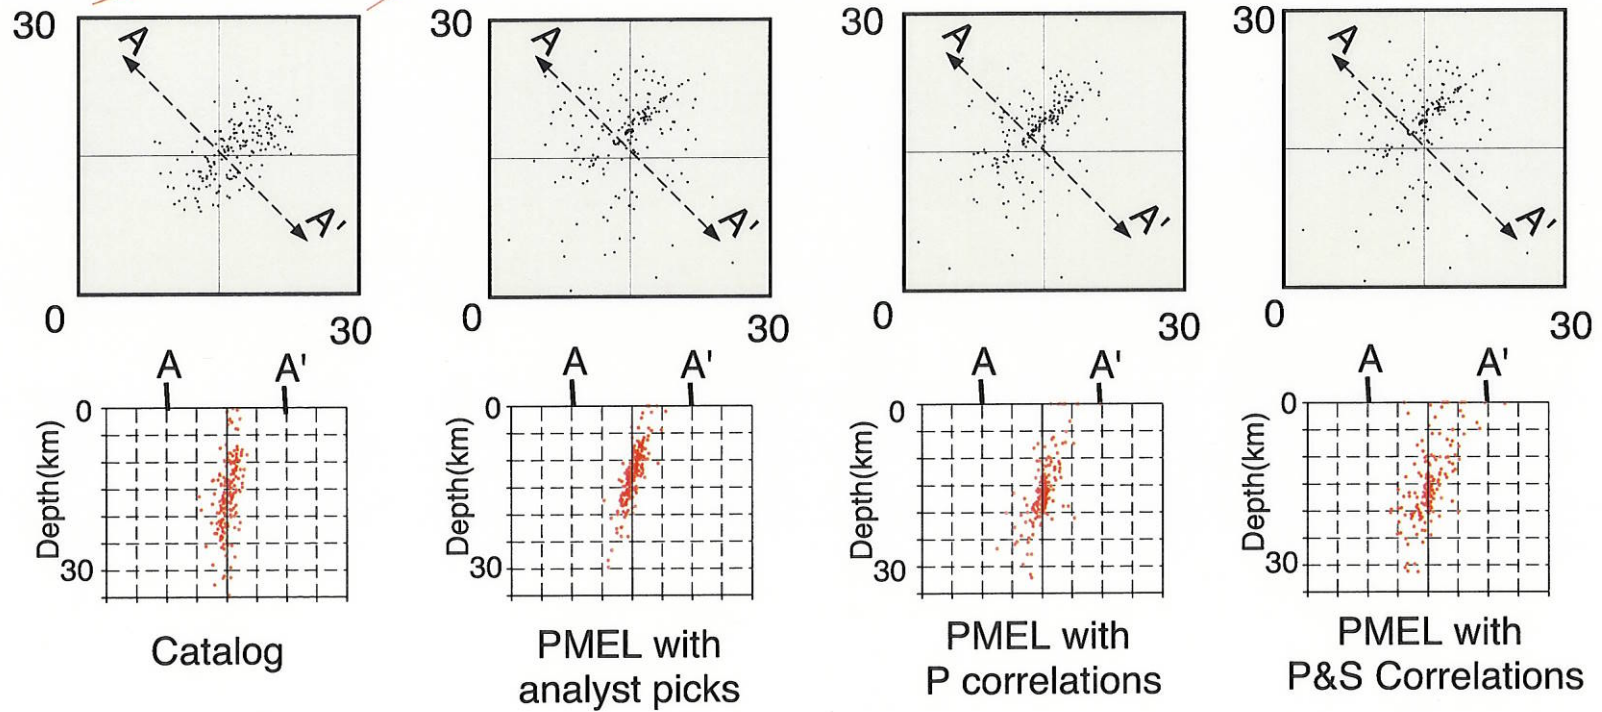 30
A
A'
0
30
30
A
A'
0
30
30
A
A'
0
30
30
A
A'
0
30
A
A'
0
Depth(km)
30
A
A'
0
Depth(km)
30
A
A'
0
Depth(km)
30
A
A'
0
Depth(km)
30
Catalog
PMEL with
analyst picks
PMEL with
P correlations
PMEL with
P&S Correlations